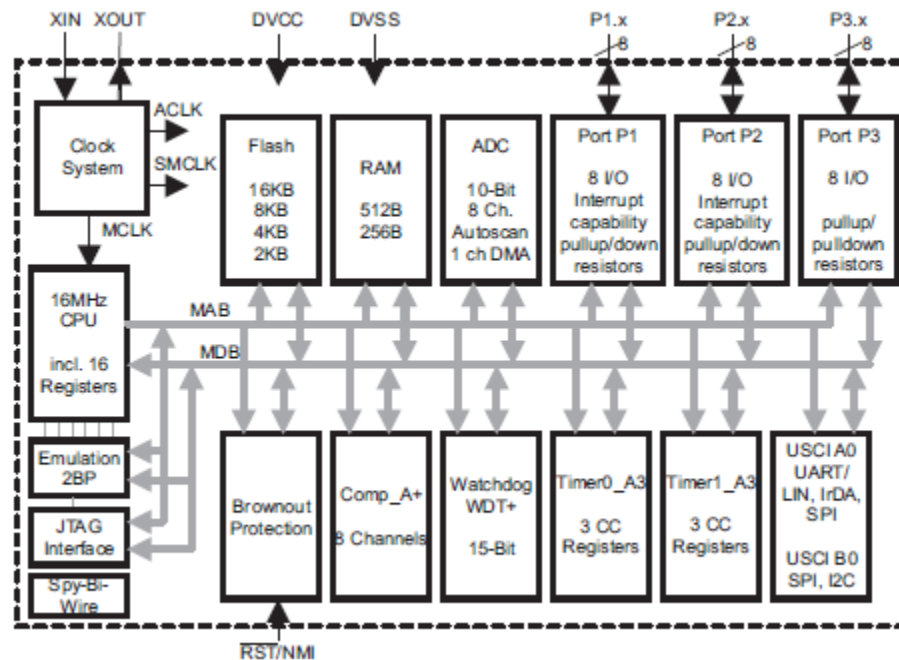 XIN XOUT
DVCC
DVSS
P1.x
P2.x
P3.x
8
8
8
Clock
System
ACLK
SMCLK
MCLK
Flash
16KB
8KB
4KB
2KB
RAM
512B
256B
ADC
10-Bit
8 Ch.
Autoscan
1 ch DMA
Port P1
8 I/O
Interrupt
capability
pullup/down
resistors
Port P2
8 I/O
Interrupt
capability
pullup/down
resistors
Port P3
8 I/O
pullup/
pulldown
resistors
16MHz
CPU
incl. 16
Registers
MAB
MDB
Emulation
2BP
JTAG
Interface
Spy-Bi-
Wire
Brownout
Protection
Comp_A+
8 Channels
Watchdog
WDT+
15-Bit
Timer0_A3
3 CC
Registers
Timer1_A3
3 CC
Registers
USCI A0
UART/
LIN, IrDA,
SPI
USCI B0
SPI, I2C
RST/NMI